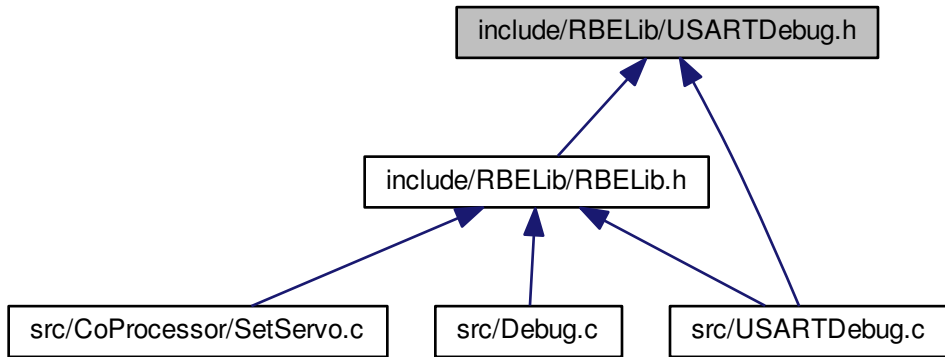 include/RBELib/USARTDebug.h
include/RBELib/RBELib.h
src/CoProcessor/SetServo.c
src/Debug.c
src/USARTDebug.c